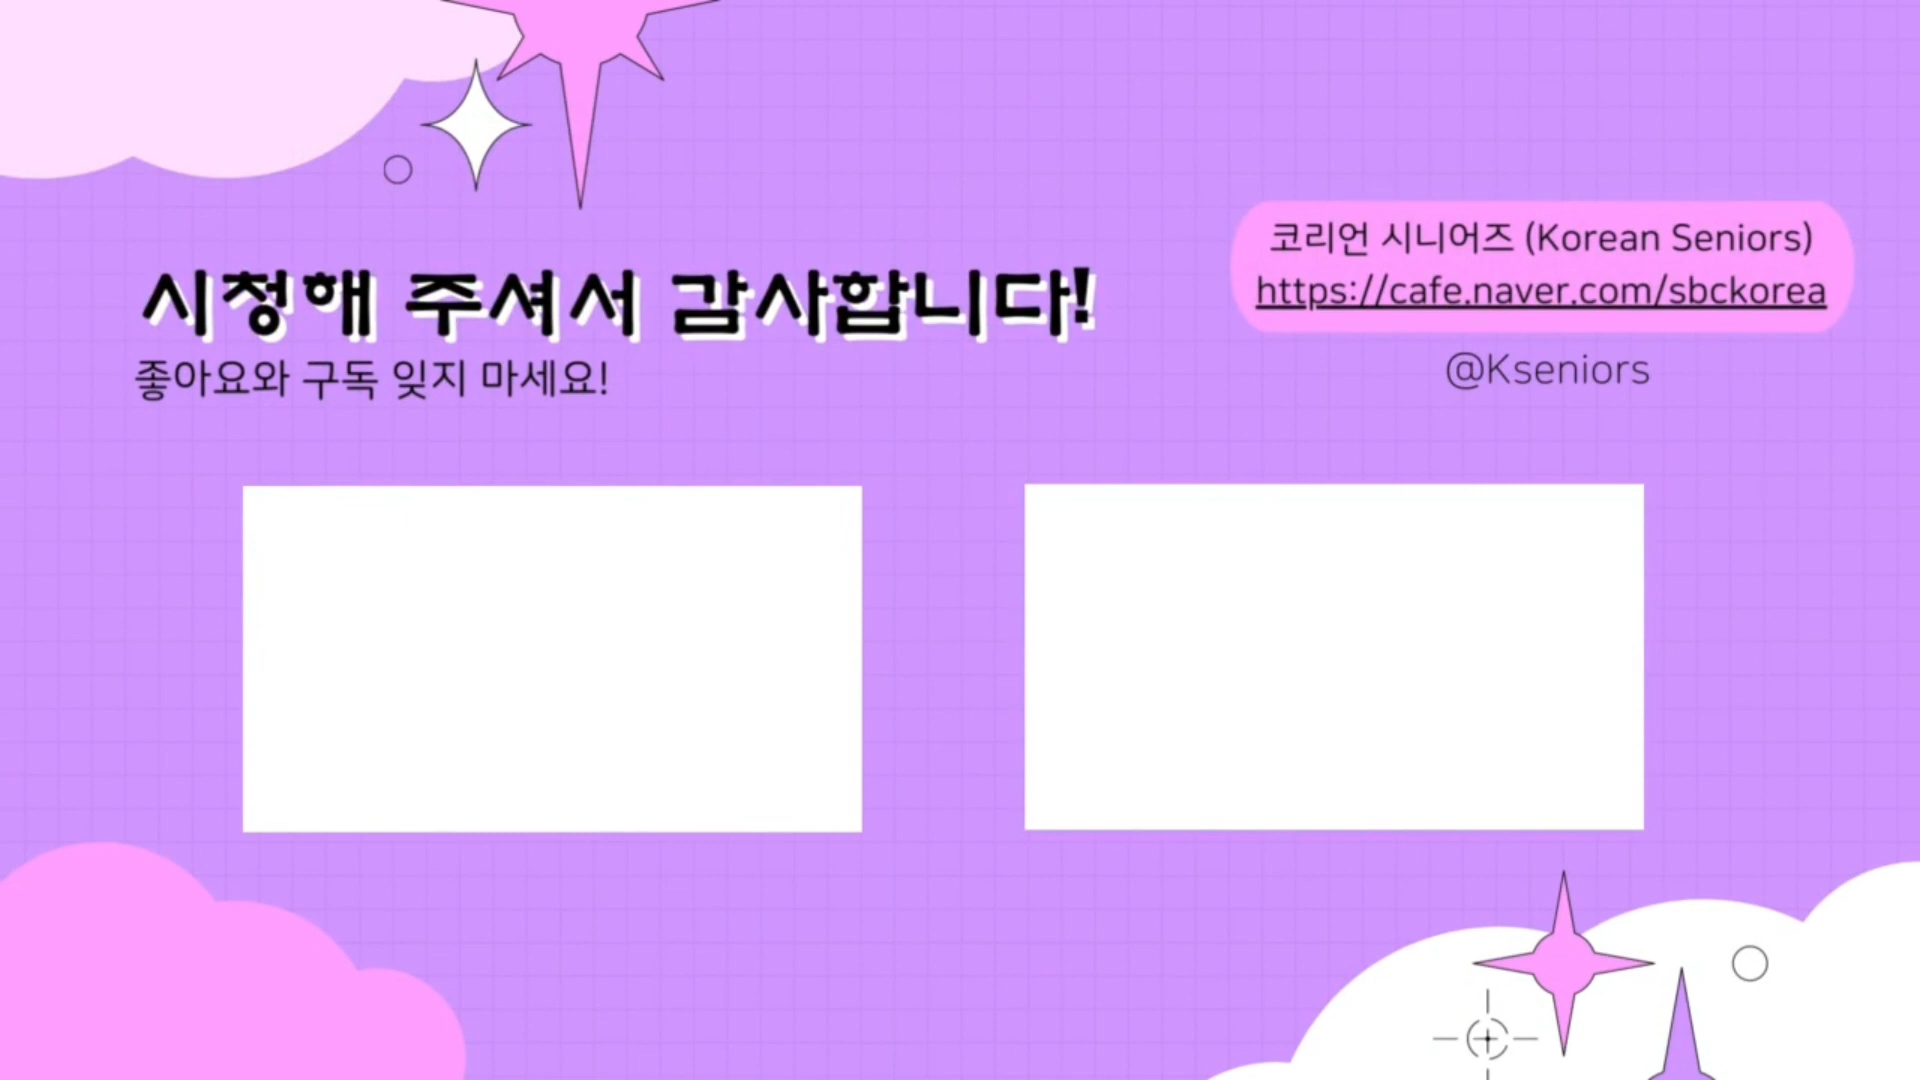 시청해 주셔서 감사합니다!
좋아요와 구독 잊지 마세요!
코리언 시니어즈 (Korean Seniors)
https://cafe.naver.com/sbckorea
@Kseniors